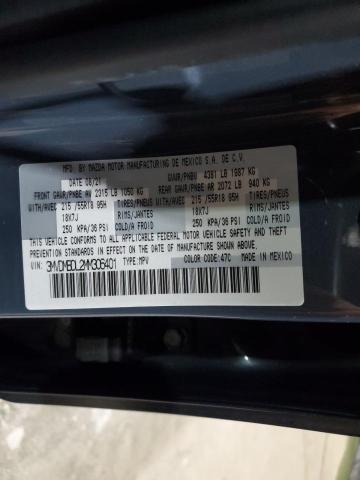 MFD. BY MAZDA MOTOR MANUFACTURING DE MEXICO S.A. DE C.V.
DATE 08/21 GVWR/PNBV 4381 LB 1987 KG
FRONT GAWR/PNBE AV 2315 LB 1050 KG REAR GAWR/PNBE AR 2072 LB 940 KG
WITH/AVEC 215 /55R18 95H TIRES/PNEUS WITH/AVEC 215 /55R18 95H TIRES/PNEUS
18X7J RIMS/JANTES 18X7J RIMS/JANTES
250 KPA/36 PSI COLD/A FROID 250 KPA/36 PSI COLD/A FROID
THIS VEHICLE CONFORMS TO ALL APPLICABLE FEDERAL MOTOR VEHICLE SAFETY AND THEFT
PREVENTION STANDARDS IN EFFECT ON THE DATE OF MANUFACTURE SHOWN ABOVE.
TYPE:MPV COLOR CODE: 47C MADE IN MEXICO